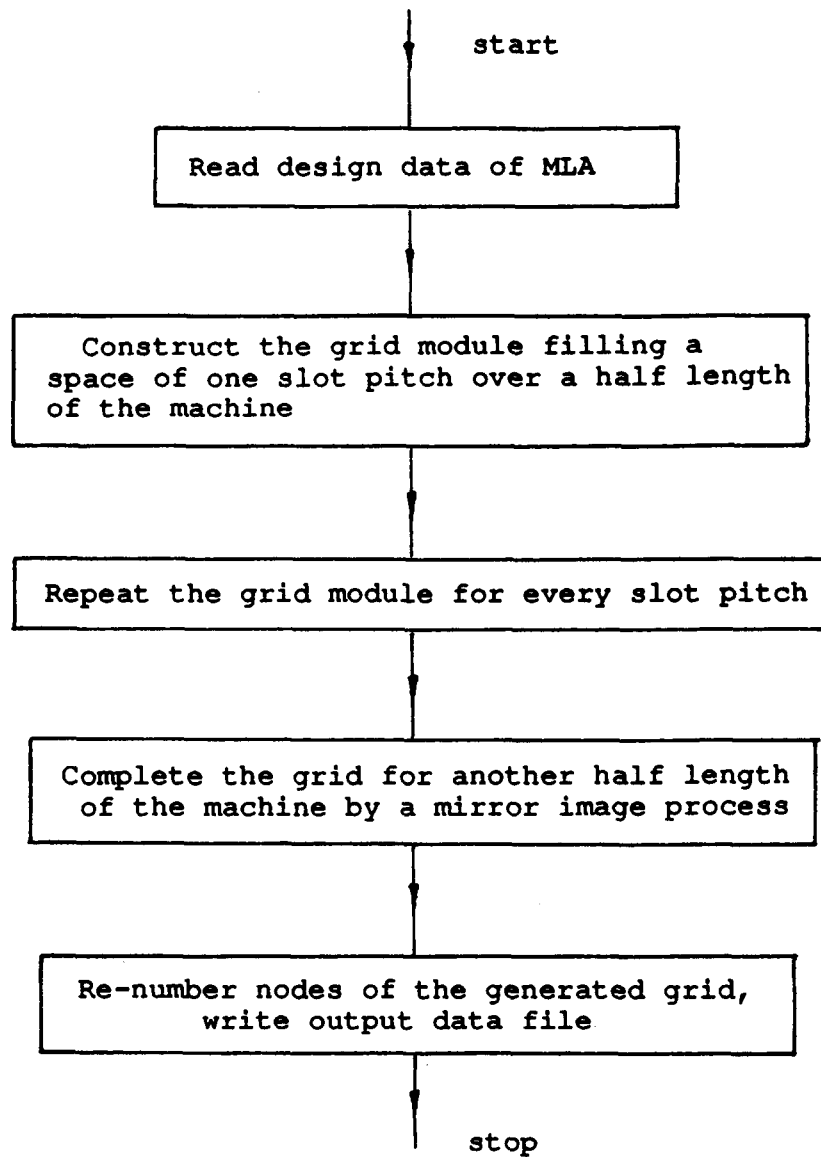 start
Read design data of MLA
Construct the grid module filling a
space of one slot pitch over a half length
of the machine
Repeat the grid module for every slot pitch
Complete the grid for another half length
of the machine by a mirror image process
Re-number nodes of the generated grid,
write output data file
stop